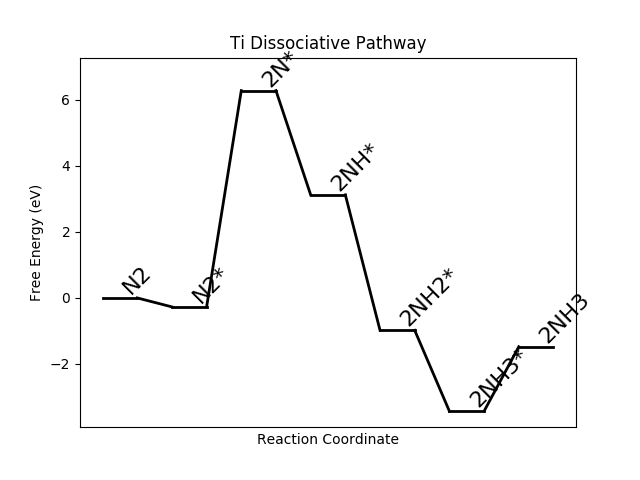 Ti Dissociative Pathway
Free Energy (eV)
6
4
2
0
−2
N2
N2*
2N*
2NH*
2NH2*
2NH3*
2NH3
Reaction Coordinate